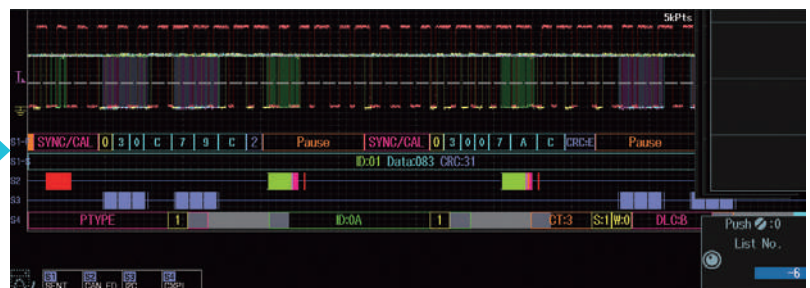 5kPts
T
S1-F SYNC/CAL 0 3 0 C 7 9 C 2 Pause SYNC/CAL 0 3 0 0 7 A C CRC:E Pause
S1-S ID:01 Data:083 CRC:31
S2
S3
S4 PTYPE 1 ID:0A 1 CT:3 S:1 W:0 DLC:B
Push :0
List No.
-6
S1 S2 S3 S4
SENT CAN FD I2C CXPI